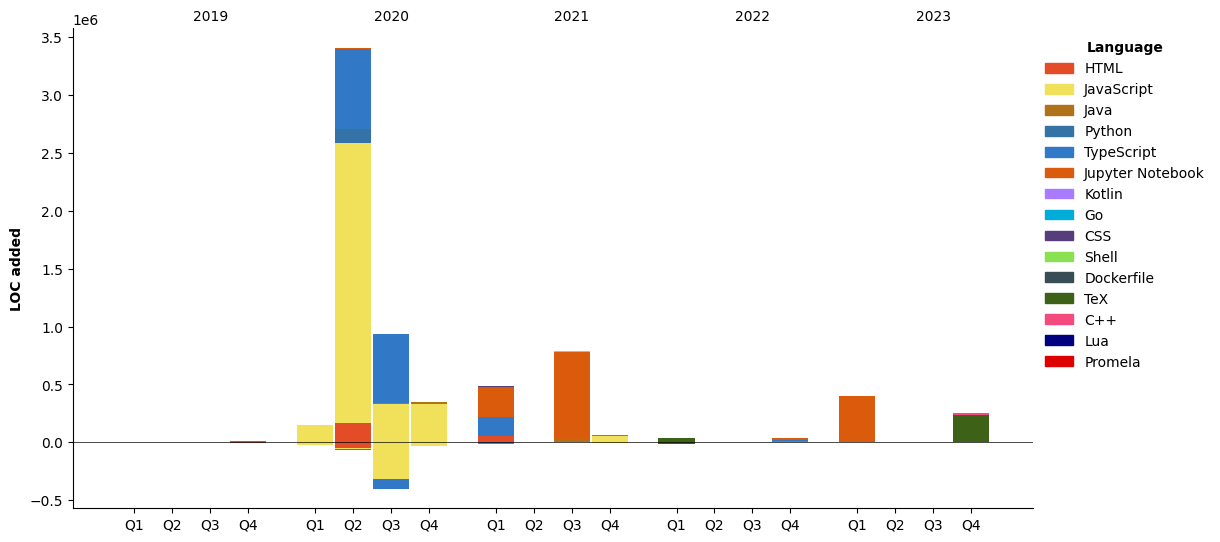 1e6
2019 2020 2021 2022 2023
3.5
3.0
2.5
2.0
1.5
1.0
0.5
0.0
−0.5
LOC added
Q1 Q2 Q3 Q4 Q1 Q2 Q3 Q4 Q1 Q2 Q3 Q4 Q1 Q2 Q3 Q4 Q1 Q2 Q3 Q4
Language
HTML
JavaScript
Java
Python
TypeScript
Jupyter Notebook
Kotlin
Go
CSS
Shell
Dockerfile
TeX
C++
Lua
Promela